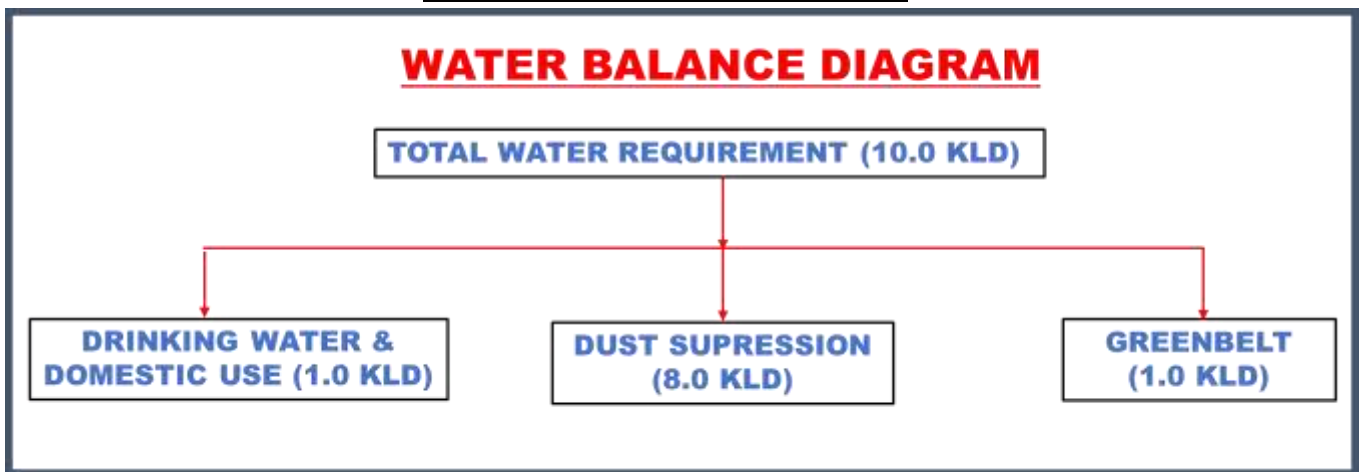 WATER BALANCE DIAGRAM
TOTAL WATER REQUIREMENT (10.0 KLD)
DRINKING WATER &
DOMESTIC USE (1.0 KLD)
DUST SUPRESSION
(8.0 KLD)
GREENBELT
(1.0 KLD)